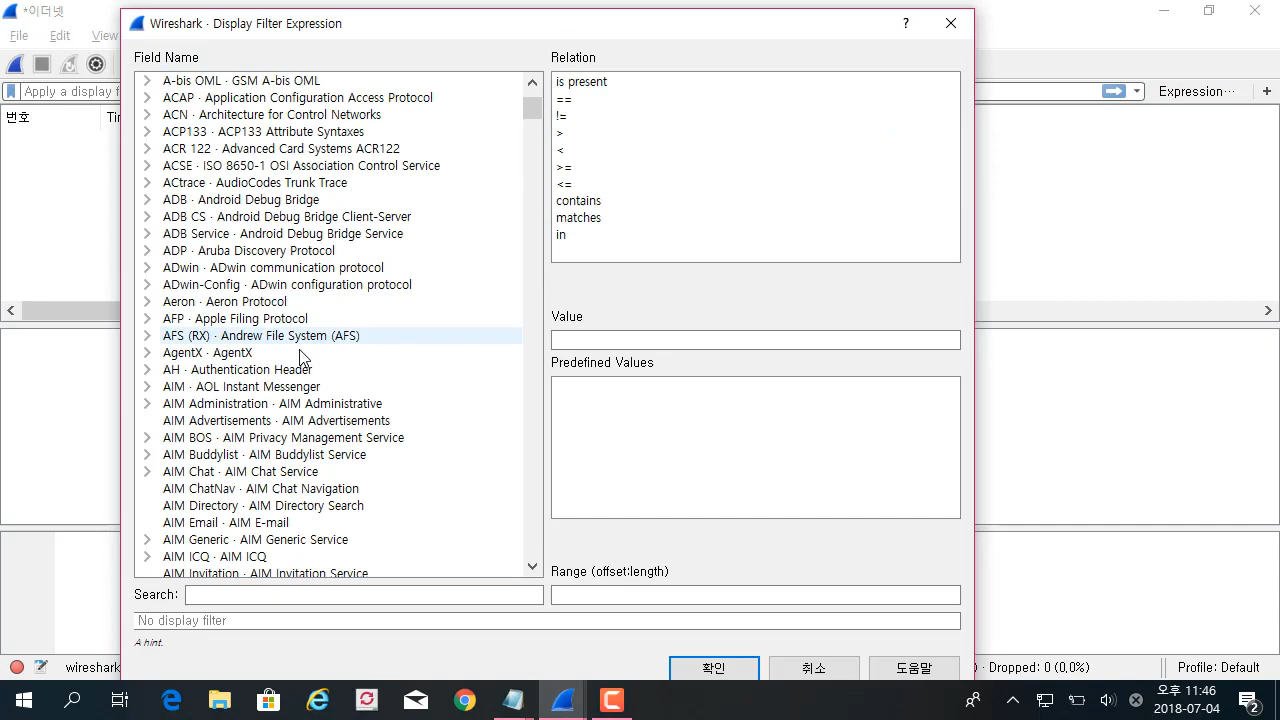 *이더넷
Wireshark · Display Filter Expression
?
File Edit View
Field Name
Relation
Apply a display f
Expression…
+
번호
Tim
A-bis OML · GSM A-bis OML
ACAP · Application Configuration Access Protocol
ACN · Architecture for Control Networks
ACP133 · ACP133 Attribute Syntaxes
ACR 122 · Advanced Card Systems ACR122
ACSE · ISO 8650-1 OSI Association Control Service
ACtrace · AudioCodes Trunk Trace
ADB · Android Debug Bridge
ADB CS · Android Debug Bridge Client-Server
ADB Service · Android Debug Bridge Service
ADP · Aruba Discovery Protocol
ADwin · ADwin communication protocol
ADwin-Config · ADwin configuration protocol
Aeron · Aeron Protocol
AFP · Apple Filing Protocol
AFS (RX) · Andrew File System (AFS)
AgentX · AgentX
AH · Authentication Header
AIM · AOL Instant Messenger
AIM Administration · AIM Administrative
AIM Advertisements · AIM Advertisements
AIM BOS · AIM Privacy Management Service
AIM Buddylist · AIM Buddylist Service
AIM Chat · AIM Chat Service
AIM ChatNav · AIM Chat Navigation
AIM Directory · AIM Directory Search
AIM Email · AIM E-mail
AIM Generic · AIM Generic Service
AIM ICQ · AIM ICQ
AIM Invitation · AIM Invitation Service
is present
==
!=
>
<
>=
<=
contains
matches
in
Value
Predefined Values
Range (offset:length)
Search:
No display filter
A hint.
확인
취소
도움말
wireshark
) · Dropped: 0 (0.0%)
Profile: Default
오후 11:46
2018-07-04
2